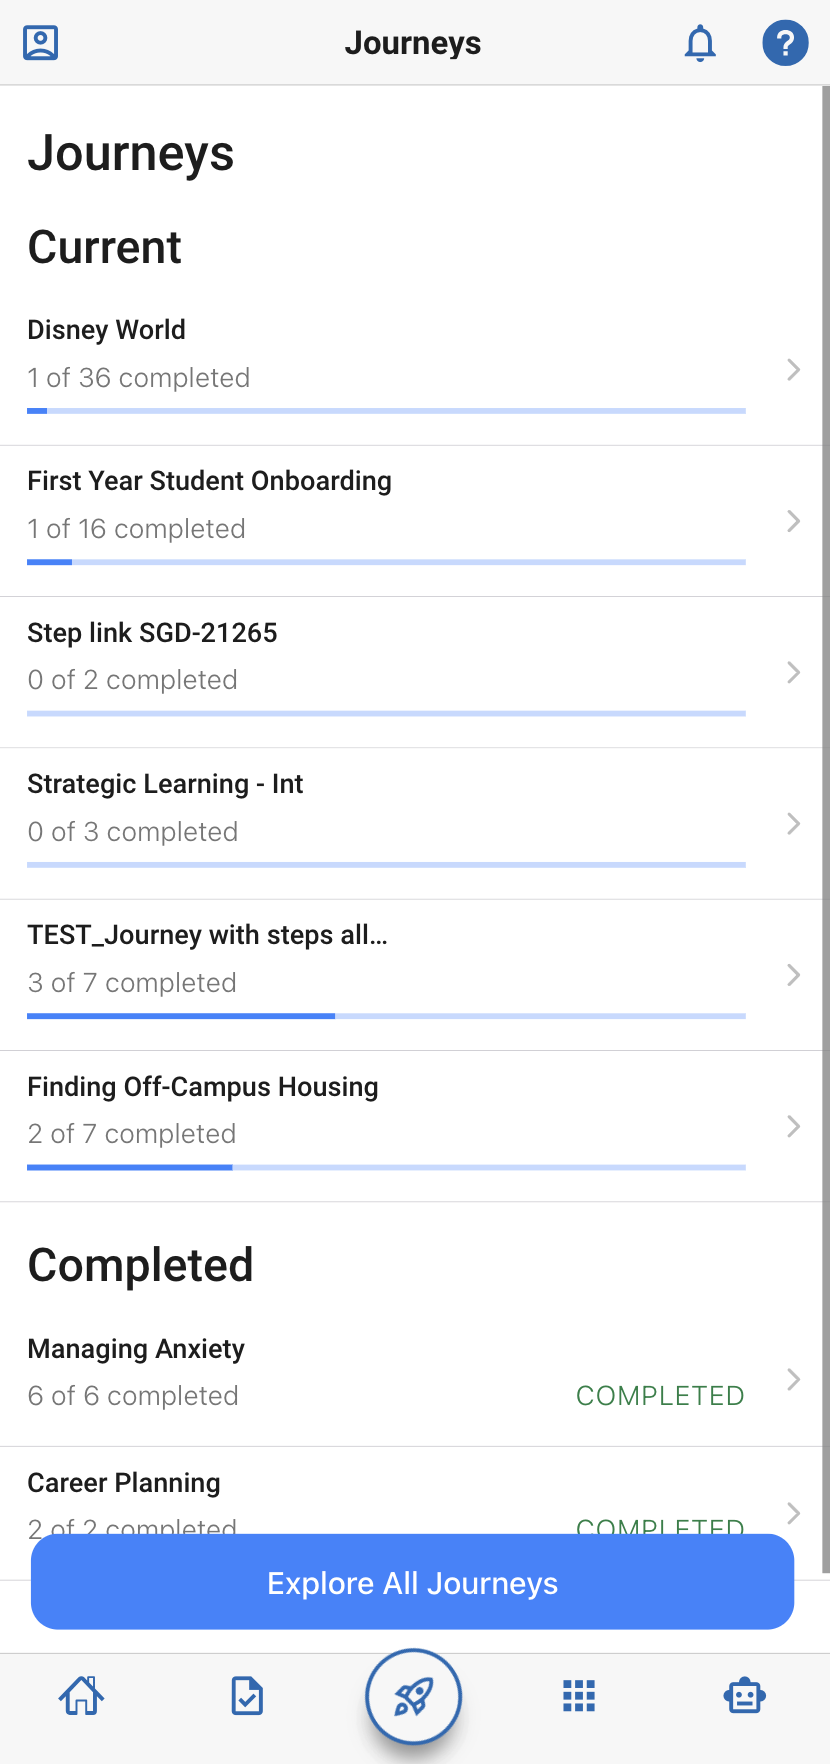 Journeys
?
Journeys
Current
Disney World
1 of 36 completed
First Year Student Onboarding
1 of 16 completed
Step link SGD-21265
0 of 2 completed
Strategic Learning - Int
0 of 3 completed
TEST_Journey with steps all...
3 of 7 completed
Finding Off-Campus Housing
2 of 7 completed
Completed
Managing Anxiety
6 of 6 completed COMPLETED
Career Planning
2 of 2 completed COMPLETED
Explore All Journeys